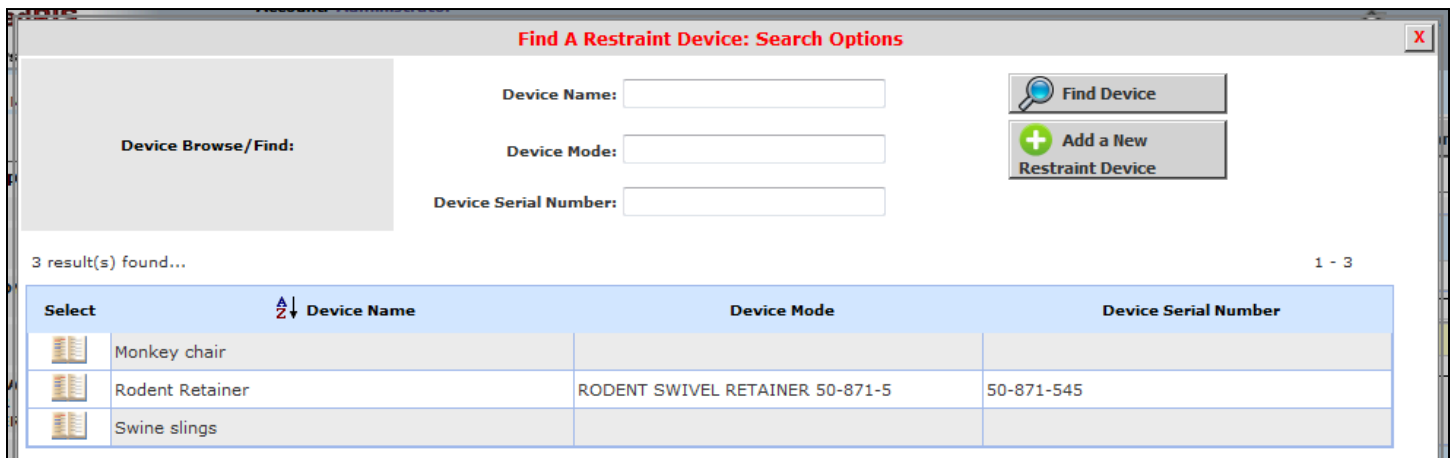 Find A Restraint Device: Search Options
X
Device Browse/Find:
Device Name:
Find Device
Device Mode:
Add a New
Restraint Device
Device Serial Number:
3 result(s) found...
1 - 3
Select
Device Name
Device Mode
Device Serial Number
Monkey chair
Rodent Retainer
RODENT SWIVEL RETAINER 50-871-5
50-871-545
Swine slings